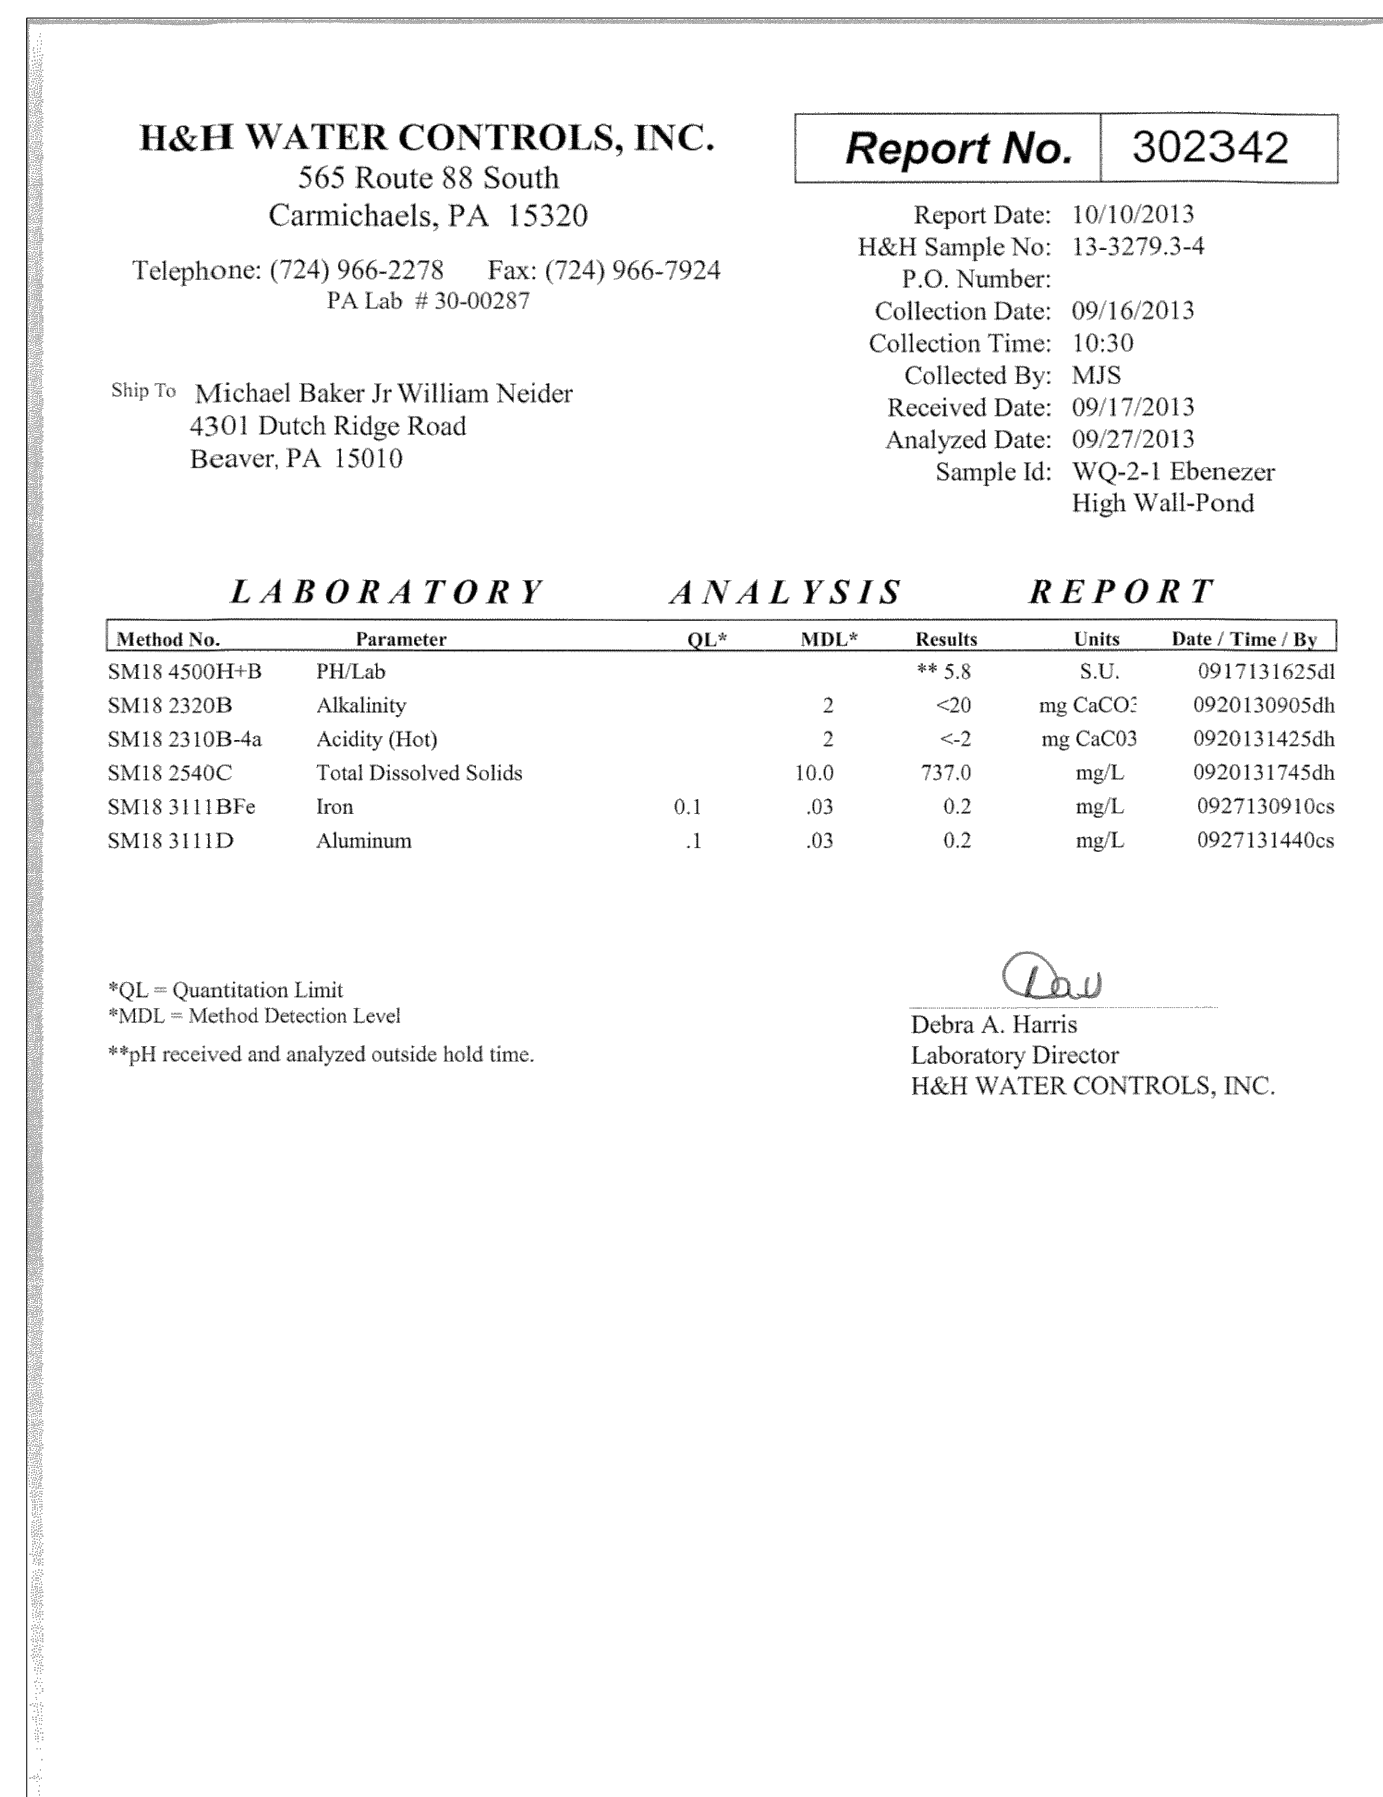 H&H WATER CONTROLS, INC.
565 Route 88 South
Carmichaels, PA 15320
Telephone: (724) 966-2278 Fax: (724) 966-7924
PA Lab # 30-00287
Ship To Michael Baker Jr William Neider
4301 Dutch Ridge Road
Beaver, PA 15010
Report No. 302342
Report Date: 10/10/2013
H&H Sample No: 13-3279.3-4
P.O. Number:
Collection Date: 09/16/2013
Collection Time: 10:30
Collected By: MJS
Received Date: 09/17/2013
Analyzed Date: 09/27/2013
Sample Id: WQ-2-1 Ebenezer
High Wall-Pond
LABORATORY ANALYSIS REPORT
Method No. Parameter QL* MDL* Results Units Date / Time / By
SM18 4500H+B PH/Lab ** 5.8 S.U. 0917131625dl
SM18 2320B Alkalinity 2 <20 mg CaCO3 0920130905dh
SM18 2310B-4a Acidity (Hot) 2 <-2 mg CaC03 0920131425dh
SM18 2540C Total Dissolved Solids 10.0 737.0 mg/L 0920131745dh
SM18 3111BFe Iron 0.1 .03 0.2 mg/L 0927130910cs
SM18 3111D Aluminum .1 .03 0.2 mg/L 0927131440cs
*QL = Quantitation Limit
*MDL = Method Detection Level
**pH received and analyzed outside hold time.
Debra A. Harris
Laboratory Director
H&H WATER CONTROLS, INC.